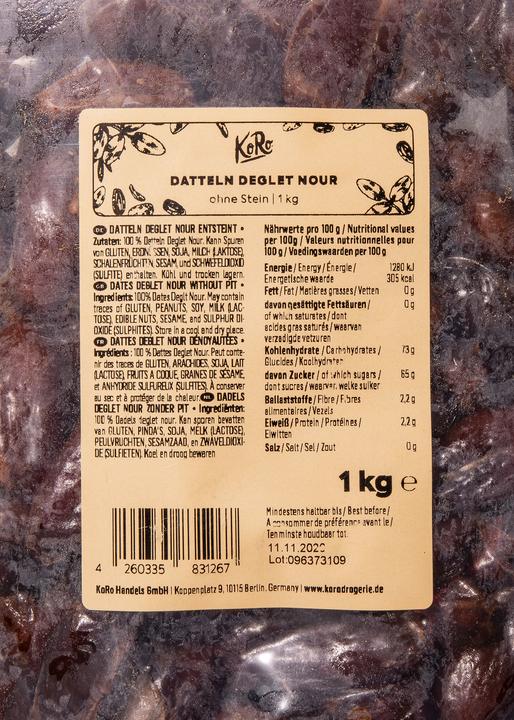 KoRo
DATTELN DEGLET NOUR
ohne Stein | 1 kg
DE DATTELN DEGLET NOUR ENTSTEINT •
Zutaten: 100 % Datteln Deglet Nour. Kann Spuren
von GLUTEN, ERDNÜSSEN, SOJA, MILCH (LAKTOSE),
SCHALENFRÜCHTEN, SESAM, und SCHWEFELDIOXID
(SULFITE) enthalten. Kühl und trocken lagern.
GB DATES DEGLET NOUR WITHOUT PIT •
Ingredients: 100% Dates Deglet Nour. May contain
traces of GLUTEN, PEANUTS, SOY, MILK (LAC-
TOSE), EDIBLE NUTS, SESAME, and SULPHUR DI-
OXIDE (SULPHITES). Store in a cool and dry place.
FR DATTES DEGLET NOUR DÉNOYAUTÉES •
Ingrédients: 100 % Dattes Deglet Nour. Peut conte-
nir des traces de GLUTEN, ARACHIDES, SOJA, LAIT
(LACTOSE), FRUITS A COQUE, GRAINES DE SÉSAME,
et ANHYDRIDE SULFUREUX (SULFITES). À conserver
au sec et à protéger de la chaleur. NL DADELS
DEGLET NOUR ZONDER PIT • Ingrediënten:
100 % Dadels deglet nour. Kan sporen bevatten
van GLUTEN, PINDA'S, SOJA, MELK (LACTOSE),
PEULVRUCHTEN, SESAMZAAD, en ZWAVELDIOXI-
DE (SULFIETEN). Koel en droog bewaren
Nährwerte pro 100 g / Nutritional values
per 100g / Valeurs nutritionnelles pour
100 g / Voedingswaarden per 100 g
Energie / Energy / Énergie / 1280 kJ
Energetische waarde 305 kcal
Fett / Fat / Matières grasses / Vetten 0 g
davon gesättigte Fettsäuren / 0 g
of which saturates / dont
acides gras saturés / waarvan
verzadigde vetzuren
Kohlenhydrate / Carbohydrates / 73 g
Glucides / Koolhydraten
davon Zucker / of which sugars / 65 g
dont sucres / waarvan welke suiker
Ballaststoffe / Fibre / Fibres 2,2 g
alimentaires / Vezels
Eiweiß / Protein / Protéines / 2,2 g
Eiwitten
Salz / Salt / Sel / Zout 0 g
1 kg e
Mindestens haltbar bis / Best before /
A consommer de préférence avant le /
Tenminste houdbaar tot:
11.11.202
Lot:096373109
4 260335 831267
KoRo Handels GmbH | Koppenplatz 9, 10115 Berlin, Germany | www.korodrogerie.de